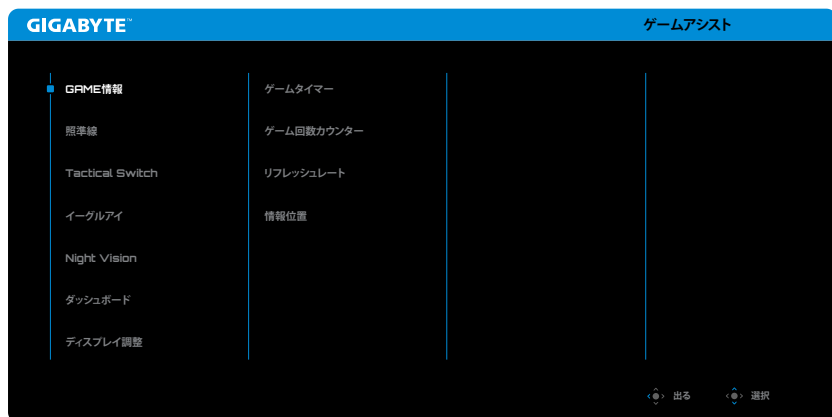 GIGABYTE™
ゲームアシスト
GAME情報
照準線
Tactical Switch
イーグルアイ
Night Vision
ダッシュボード
ディスプレイ調整
ゲームタイマー
ゲーム回数カウンター
リフレッシュレート
情報位置
出る
選択